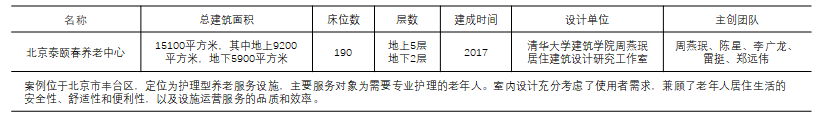 名称 总建筑面积 床位数 层数 建成时间 设计单位 主创团队
北京泰颐春养老中心 15100平方米，其中地上9200平方米，地下5900平方米 190 地上5层 地下2层 2017 清华大学建筑学院周燕珉居住建筑设计研究工作室 周燕珉、陈星、李广龙、雷挺、郑远伟
案例位于北京市丰台区，定位为护理型养老服务设施，主要服务对象为需要专业护理的老年人。室内设计充分考虑了使用者需求，兼顾了老年人居住生活的
安全性、舒适性和便利性，以及设施运营服务的品质和效率。